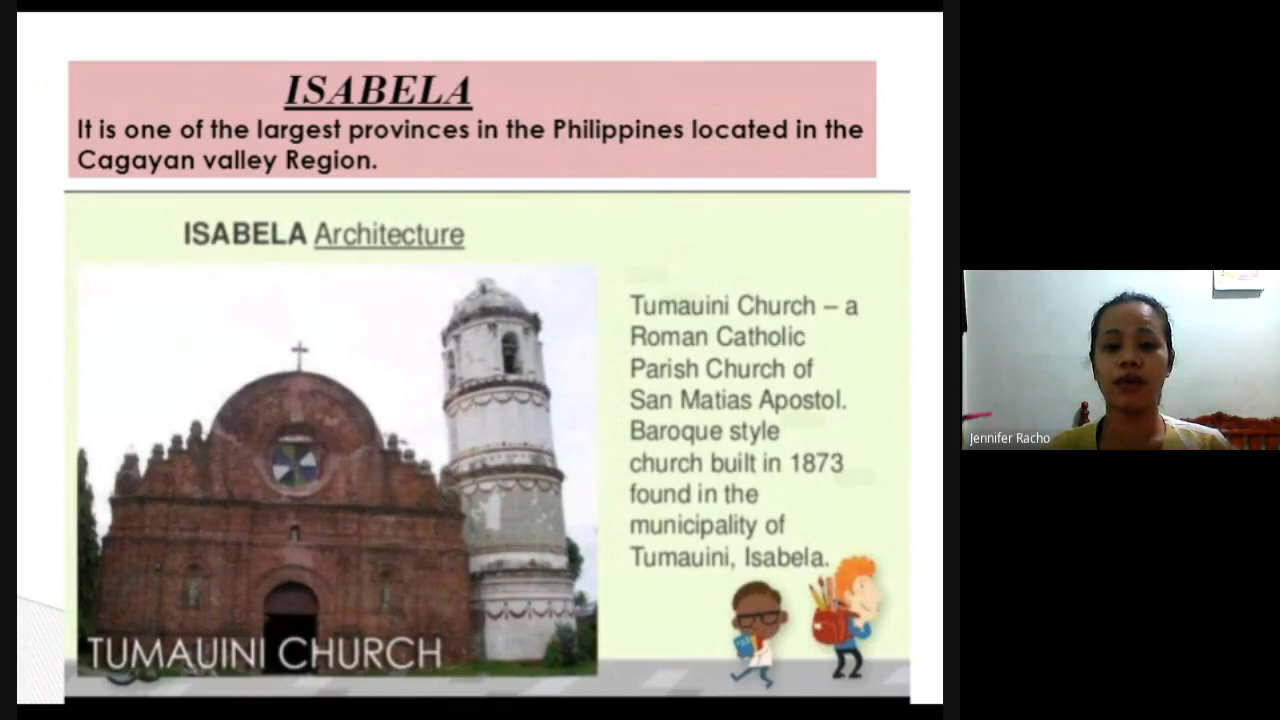 ISABELA
It is one of the largest provinces in the Philippines located in the
Cagayan valley Region.
ISABELA Architecture
Tumauini Church – a
Roman Catholic
Parish Church of
San Matias Apostol.
Baroque style
church built in 1873
found in the
municipality of
Tumauini, Isabela.
TUMAUINI CHURCH
Jennifer Racho